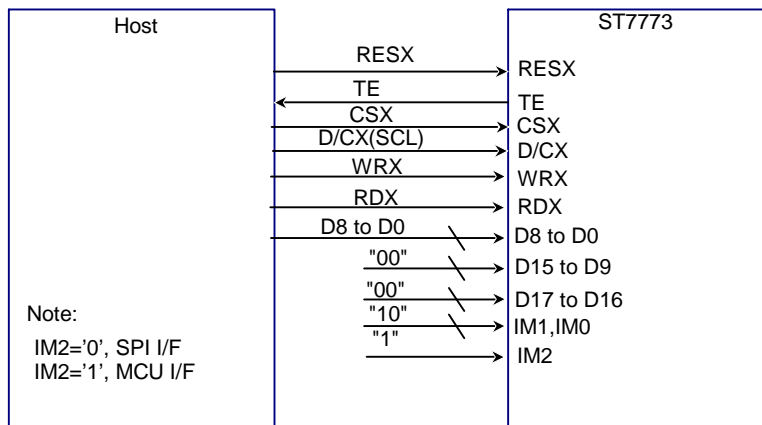 Host
ST7773
RESX
RESX
TE
TE
CSX
CSX
D/CX(SCL)
D/CX
WRX
WRX
RDX
RDX
D8 to D0
D8 to D0
"00"
D15 to D9
"00"
D17 to D16
"10"
IM1,IM0
"1"
IM2
Note:
IM2='0', SPI I/F
IM2='1', MCU I/F